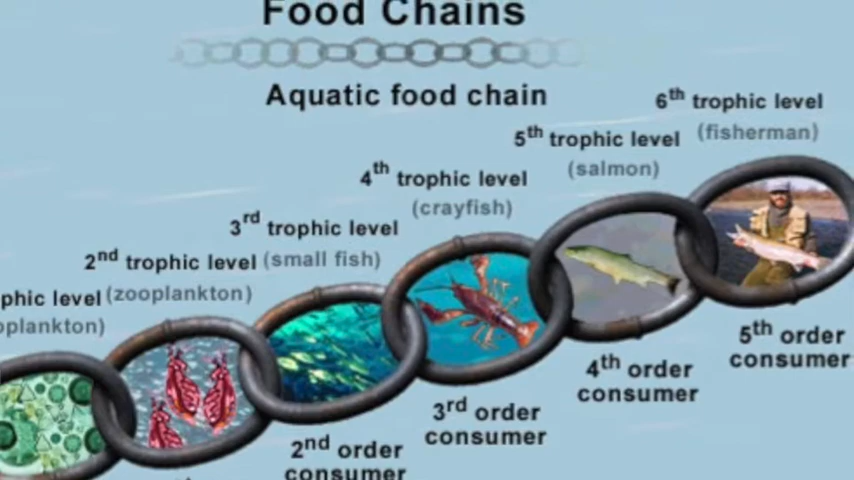 Food Chains
Aquatic food chain
6th trophic level
(fisherman)
5th trophic level
(salmon)
4th trophic level
(crayfish)
3rd trophic level
(small fish)
2nd trophic level
(zooplankton)
level
5th order
consumer
4th order
consumer
3rd order
consumer
2nd order
consumer